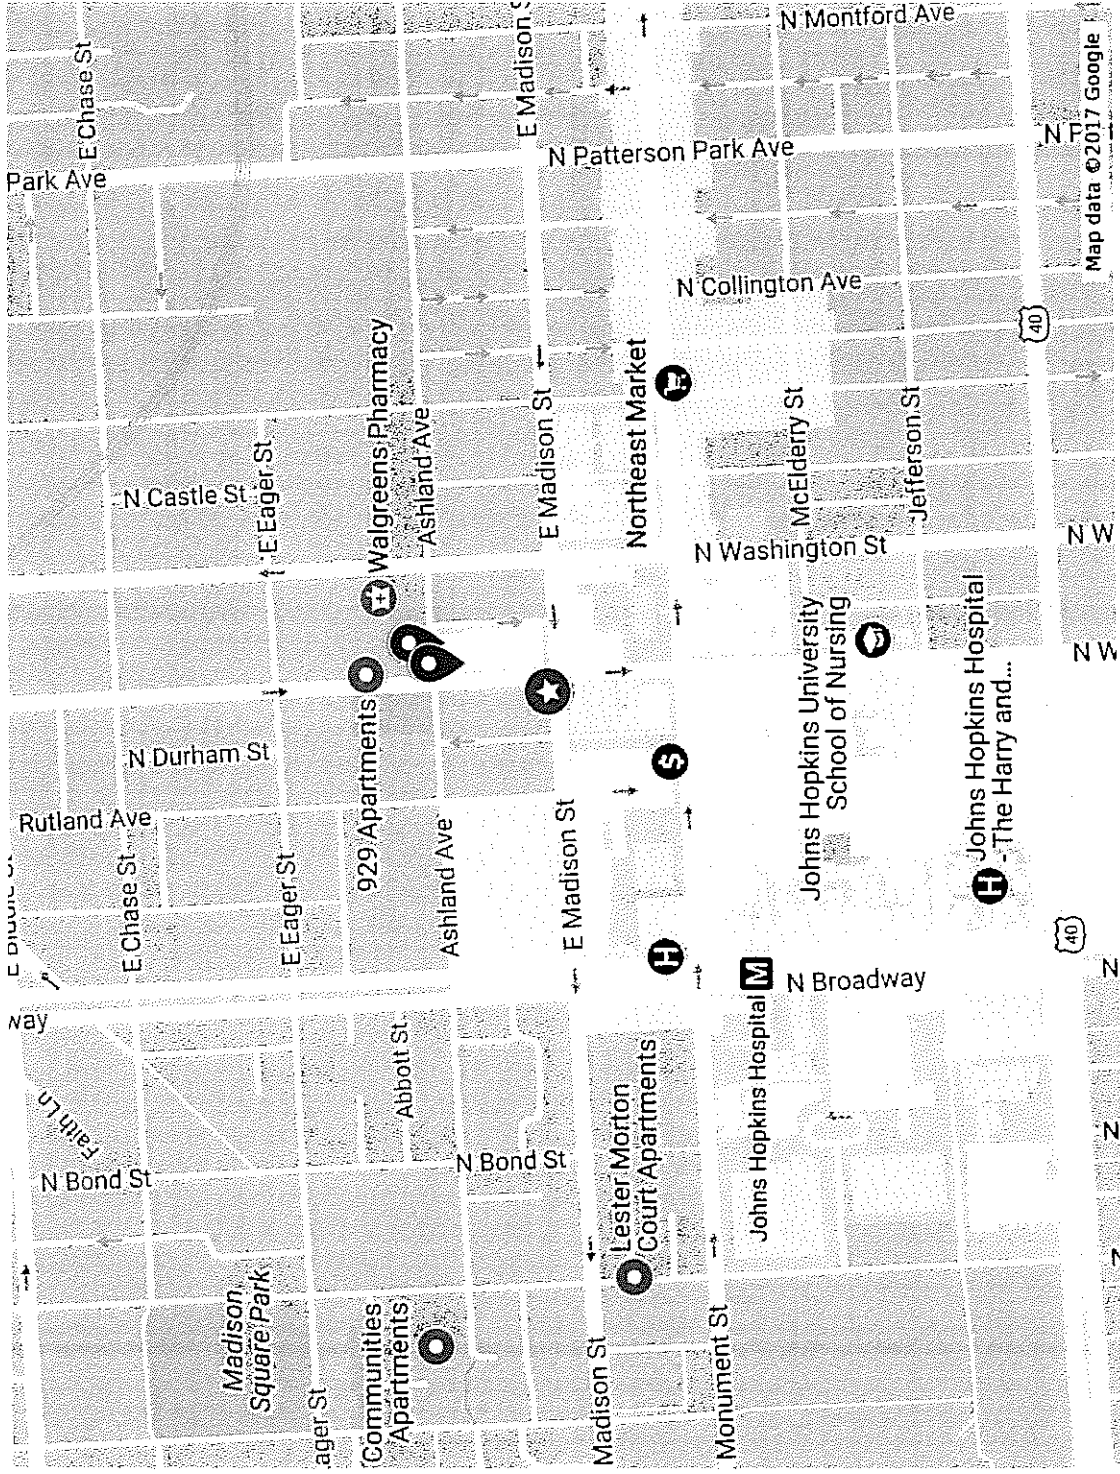 N Montford Ave
E Chase St
E Madison
N Patterson Park Ave
Park Ave
Map data ©2017 Google
N Collington Ave
40
Walgreens Pharmacy
Northeast Market
E Madison St
Ashland Ave
McElderry St
Jefferson St
N Castle St
E Eager St
N Washington St
N W
N W
929 Apartments
N Durham St
Rutland Ave
$
Johns Hopkins University
School of Nursing
Johns Hopkins Hospital
- The Harry and...
H
E Chase St
E Eager St
Ashland Ave
E Madison St
H
M
Johns Hopkins Hospital
N Broadway
40
N
way
Faith Ln
Abbott St
N Bond St
N Bond St
Lester Morton
Court Apartments
N
Madison
Square Park
Communities
Apartments
ager St
Madison St
Monument St